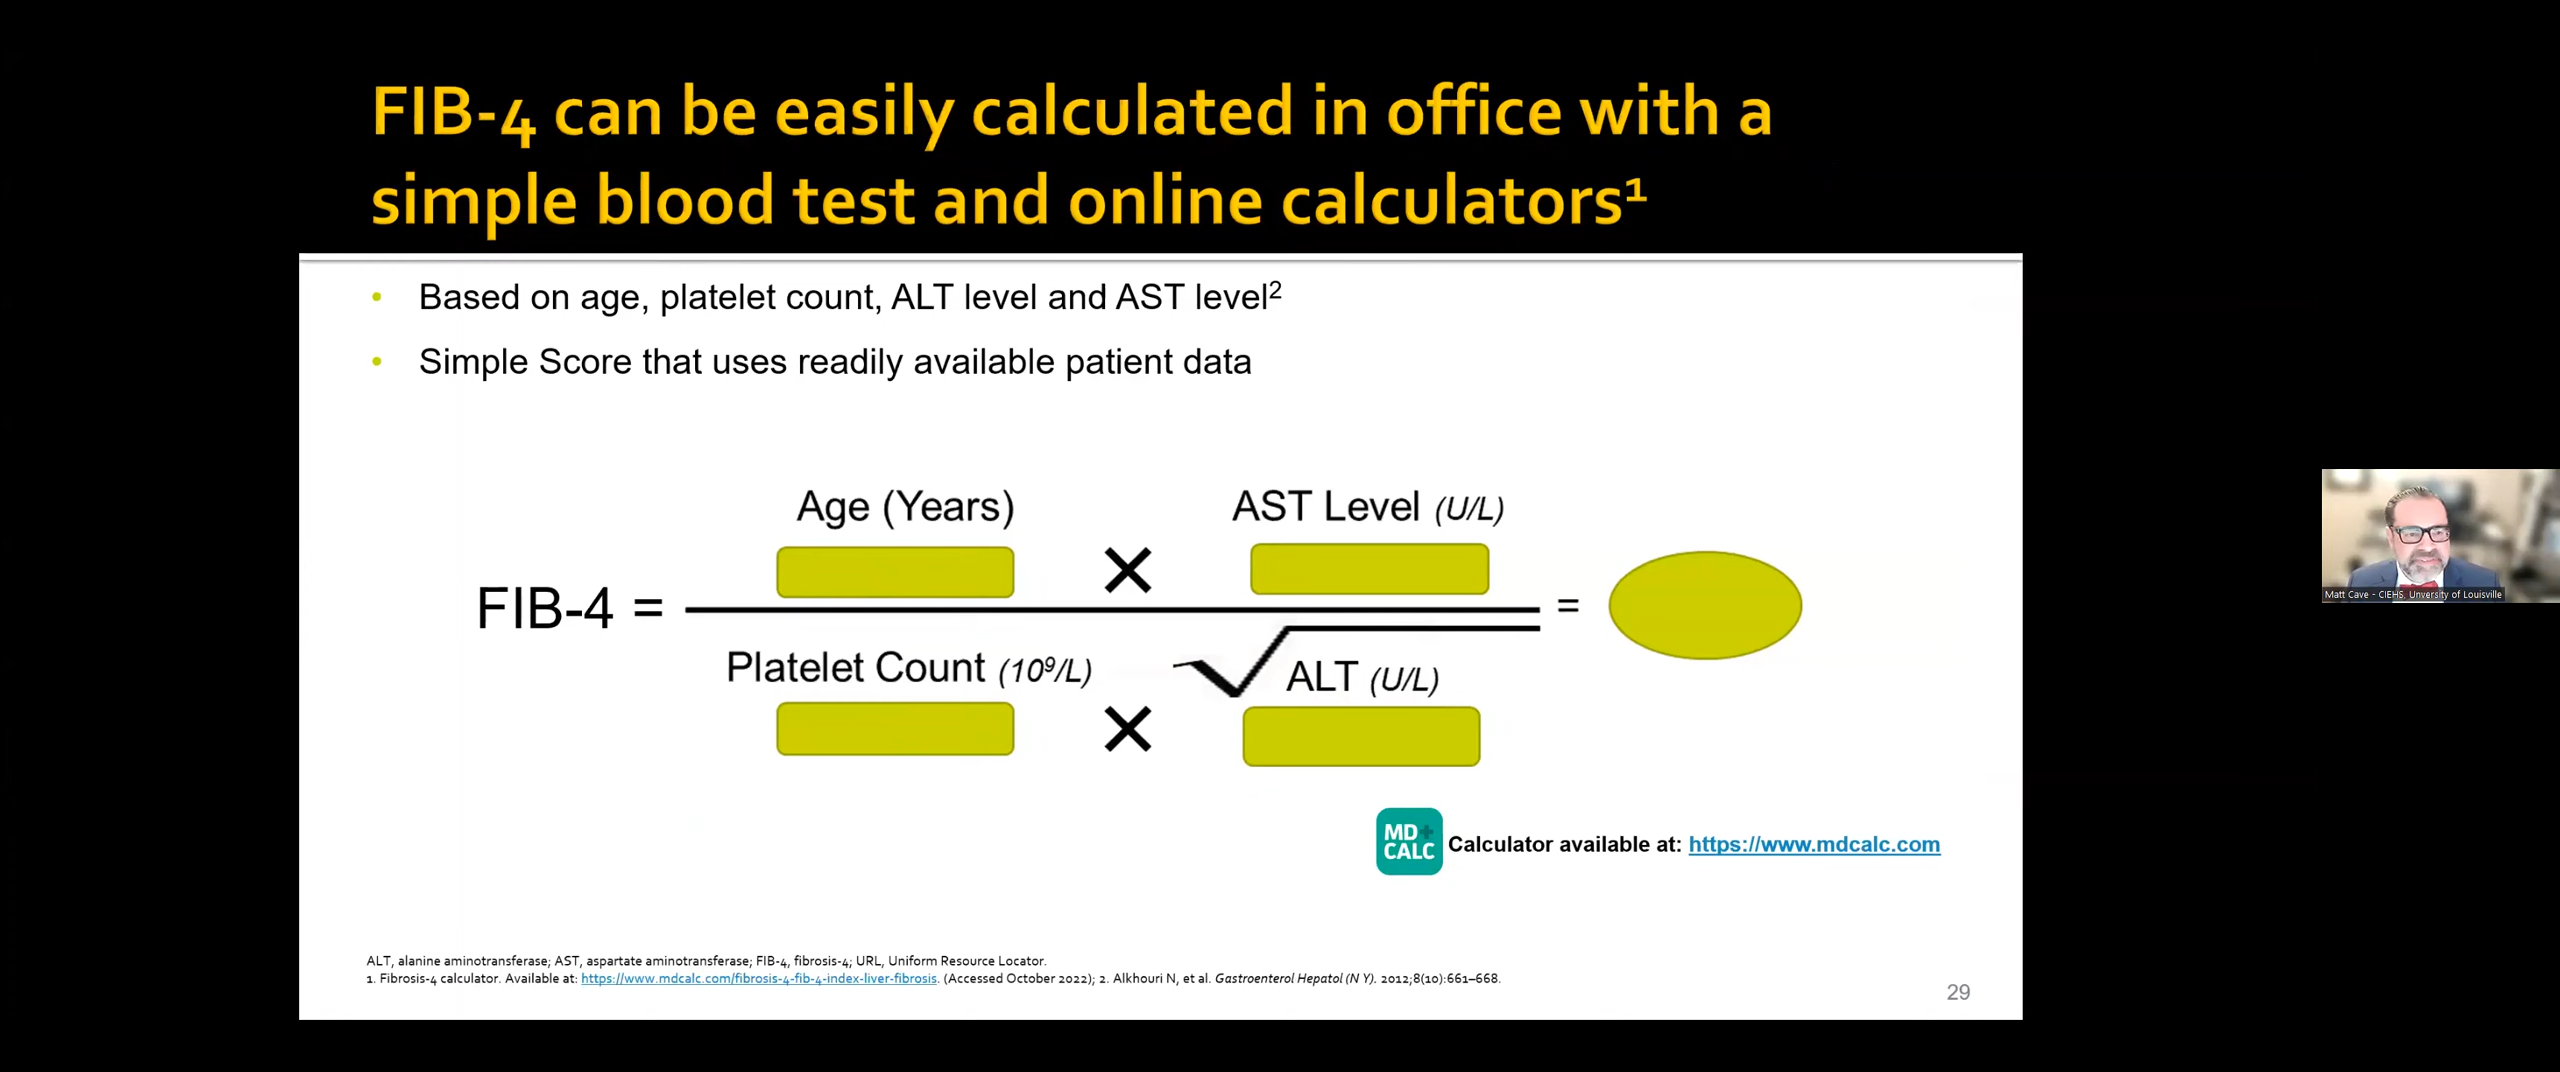 FIB-4 can be easily calculated in office with a
simple blood test and online calculators¹
• Based on age, platelet count, ALT level and AST level²
• Simple Score that uses readily available patient data
Age (Years) AST Level (U/L)
FIB-4 = × =
Platelet Count (10⁹/L) √ ALT (U/L)
×
MD+ CALC Calculator available at: https://www.mdcalc.com
ALT, alanine aminotransferase; AST, aspartate aminotransferase; FIB-4, fibrosis-4; URL, Uniform Resource Locator.
1. Fibrosis-4 calculator. Available at: https://www.mdcalc.com/fibrosis-4-fib-4-index-liver-fibrosis. (Accessed October 2022); 2. Alkhouri N, et al. Gastroenterol Hepatol (N Y). 2012;8(10):661–668.
29
Matt Cave - CIEHS, Unversity of Louisville